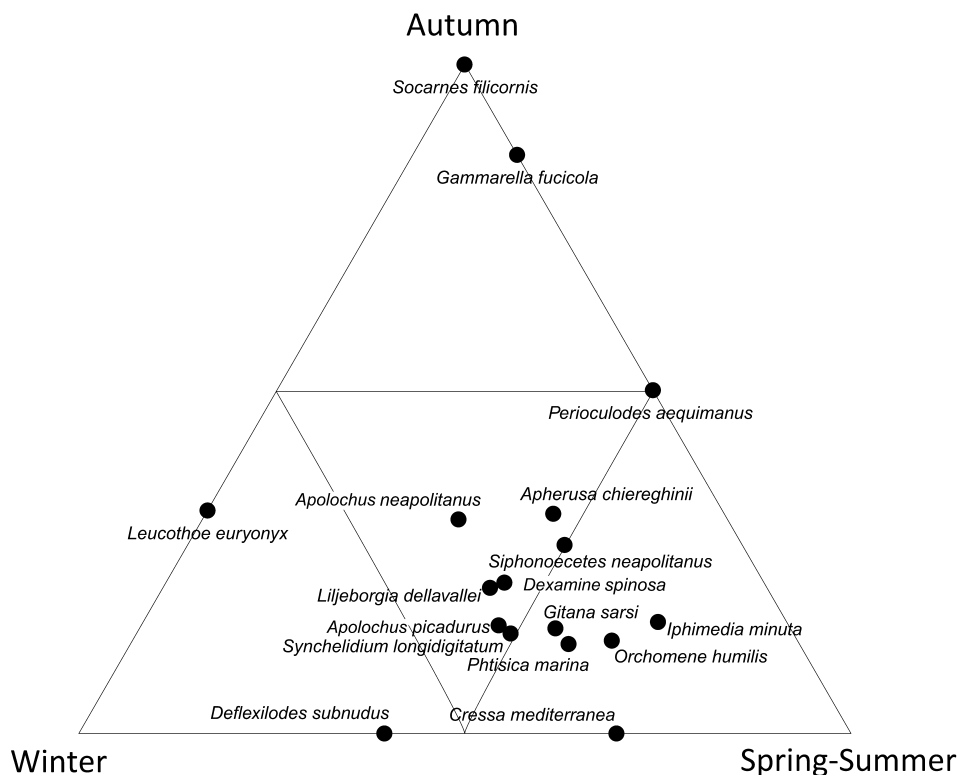 Autumn
Socarnes filicornis
Gammarella fucicola
Perioculodes aequimanus
Apolochus neapolitanus
Apherusa chiereghinii
Leucothoe euryonyx
Siphonoecetes neapolitanus
Dexamine spinosa
Liljeborgia dellavallei
Gitana sarsi
Apolochus picadurus
Iphimedia minuta
Synchelidium longidigitatum
Orchomene humilis
Phtisica marina
Deflexilodes subnudus
Cressa mediterranea
Winter
Spring-Summer